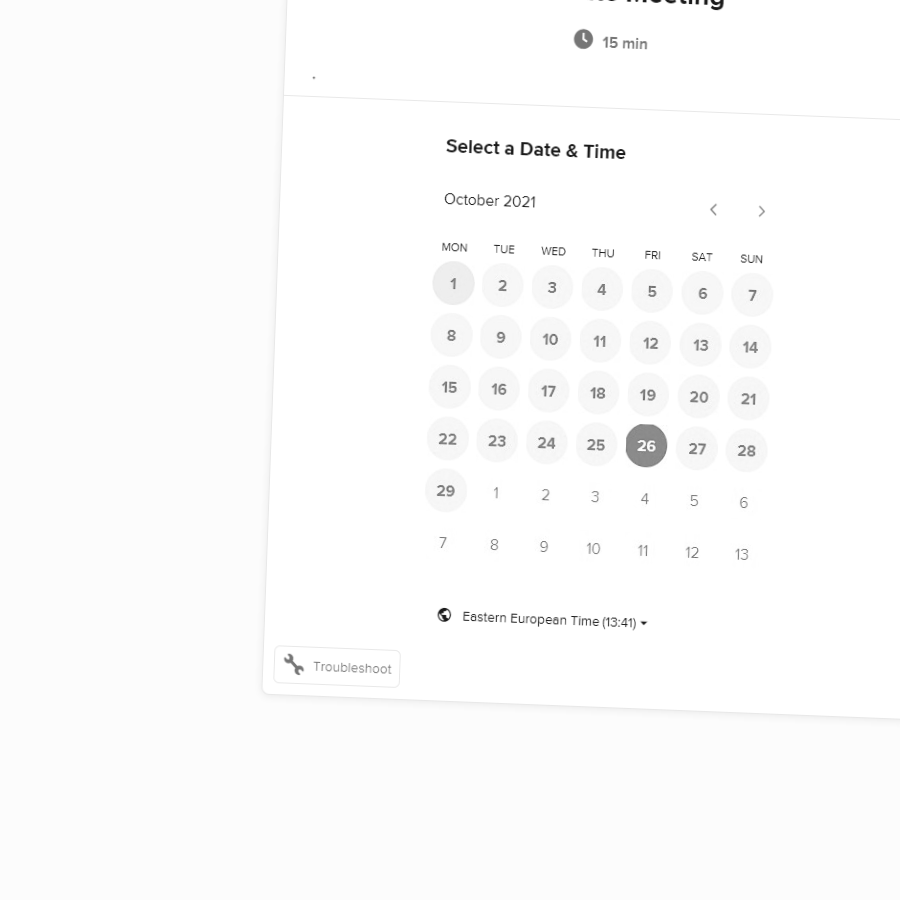 Meeting
15 min
.
Select a Date & Time
October 2021
MON TUE WED THU FRI SAT SUN
1 2 3 4 5 6 7
8 9 10 11 12 13 14
15 16 17 18 19 20 21
22 23 24 25 26 27 28
29 1 2 3 4 5 6
7 8 9 10 11 12 13
Eastern European Time (13:41)
Troubleshoot